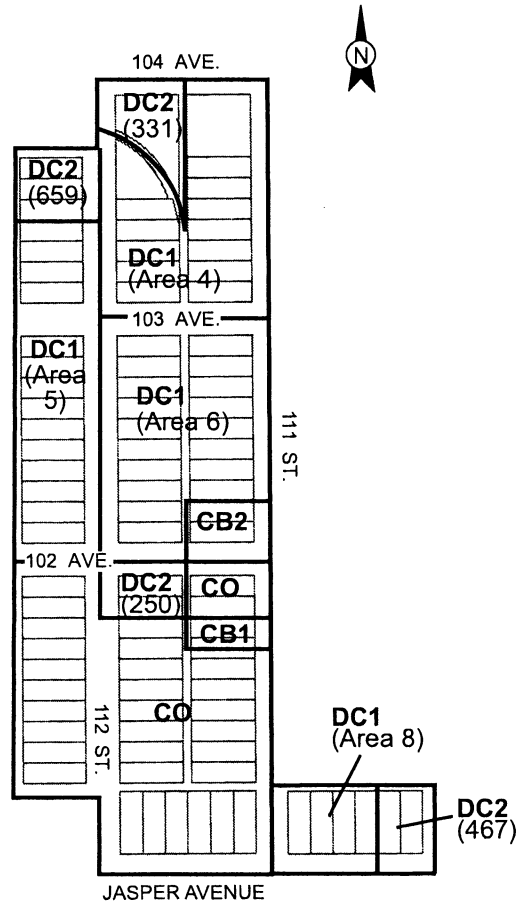 104 AVE.
N
DC2
(331)
DC2
(659)
DC1
(Area 4)
103 AVE.
DC1
(Area
5)
DC1
(Area 6)
111 ST.
CB2
102 AVE.
DC2
(250)
CO
CB1
CO
112 ST.
DC1
(Area 8)
DC2
(467)
JASPER AVENUE